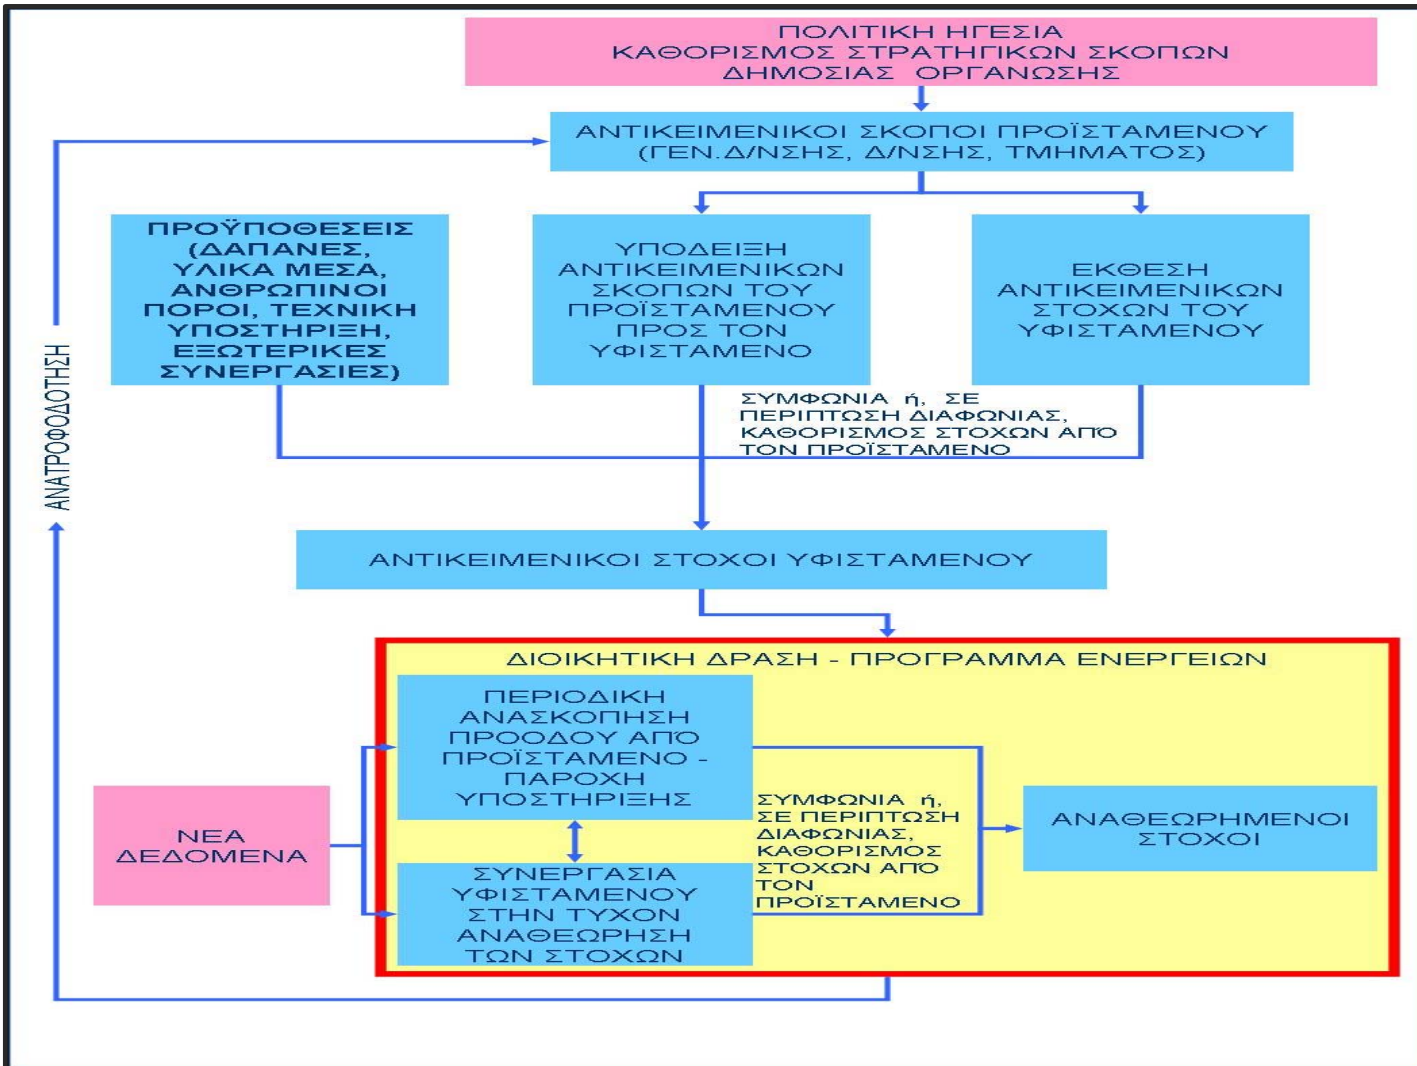 ΠΟΛΙΤΙΚΗ ΗΓΕΣΙΑ
ΚΑΘΟΡΙΣΜΟΣ ΣΤΡΑΤΗΓΙΚΩΝ ΣΚΟΠΩΝ
ΔΗΜΟΣΙΑΣ ΟΡΓΑΝΩΣΗΣ
ΑΝΤΙΚΕΙΜΕΝΙΚΟΙ ΣΚΟΠΟΙ ΠΡΟΪΣΤΑΜΕΝΟΥ
(ΓΕΝ.Δ/ΝΣΗΣ, Δ/ΝΣΗΣ, ΤΜΗΜΑΤΟΣ)
ΠΡΟΫΠΟΘΕΣΕΙΣ
(ΔΑΠΑΝΕΣ,
ΥΛΙΚΑ ΜΕΣΑ,
ΑΝΘΡΩΠΙΝΟΙ
ΠΟΡΟΙ, ΤΕΧΝΙΚΗ
ΥΠΟΣΤΗΡΙΞΗ,
ΕΞΩΤΕΡΙΚΕΣ
ΣΥΝΕΡΓΑΣΙΕΣ)
ΥΠΟΔΕΙΞΗ
ΑΝΤΙΚΕΙΜΕΝΙΚΩΝ
ΣΚΟΠΩΝ ΤΟΥ
ΠΡΟΪΣΤΑΜΕΝΟΥ
ΠΡΟΣ ΤΟΝ
ΥΦΙΣΤΑΜΕΝΟ
ΕΚΘΕΣΗ
ΑΝΤΙΚΕΙΜΕΝΙΚΩΝ
ΣΤΟΧΩΝ ΤΟΥ
ΥΦΙΣΤΑΜΕΝΟΥ
ΑΝΑΤΡΟΦΟΔΟΤΗΣΗ
ΣΥΜΦΩΝΙΑ ή, ΣΕ
ΠΕΡΙΠΤΩΣΗ ΔΙΑΦΩΝΙΑΣ,
ΚΑΘΟΡΙΣΜΟΣ ΣΤΟΧΩΝ ΑΠΌ
ΤΟΝ ΠΡΟΪΣΤΑΜΕΝΟ
ΑΝΤΙΚΕΙΜΕΝΙΚΟΙ ΣΤΟΧΟΙ ΥΦΙΣΤΑΜΕΝΟΥ
ΔΙΟΙΚΗΤΙΚΗ ΔΡΑΣΗ - ΠΡΟΓΡΑΜΜΑ ΕΝΕΡΓΕΙΩΝ
ΠΕΡΙΟΔΙΚΗ
ΑΝΑΣΚΟΠΗΣΗ
ΠΡΟΟΔΟΥ ΑΠΌ
ΠΡΟΪΣΤΑΜΕΝΟ -
ΠΑΡΟΧΗ
ΥΠΟΣΤΗΡΙΞΗΣ
ΝΕΑ
ΔΕΔΟΜΕΝΑ
ΣΥΝΕΡΓΑΣΙΑ
ΥΦΙΣΤΑΜΕΝΟΥ
ΣΤΗΝ ΤΥΧΟΝ
ΑΝΑΘΕΩΡΗΣΗ
ΤΩΝ ΣΤΟΧΩΝ
ΣΥΜΦΩΝΙΑ ή,
ΣΕ ΠΕΡΙΠΤΩΣΗ
ΔΙΑΦΩΝΙΑΣ,
ΚΑΘΟΡΙΣΜΟΣ
ΣΤΟΧΩΝ ΑΠΌ
ΤΟΝ
ΠΡΟΪΣΤΑΜΕΝΟ
ΑΝΑΘΕΩΡΗΜΕΝΟΙ
ΣΤΟΧΟΙ